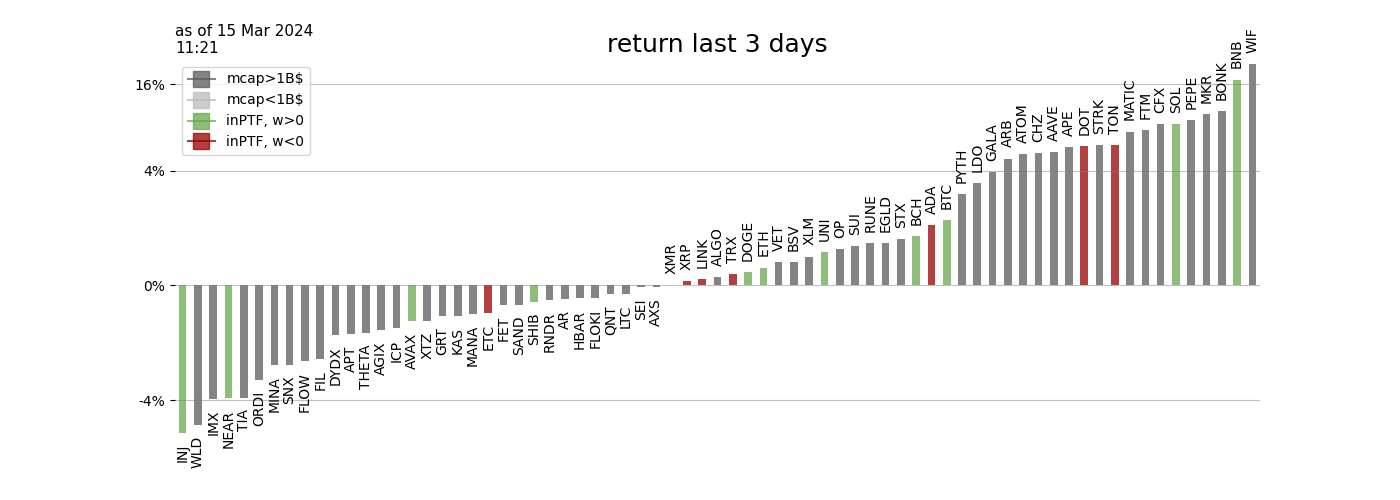 as of 15 Mar 2024
11:21
return last 3 days
mcap>1B$
mcap<1B$
inPTF, w>0
inPTF, w<0
16%
4%
0%
-4%
INJ
WLD
IMX
NEAR
TIA
ORDI
MINA
SNX
FLOW
FIL
DYDX
APT
THETA
AGIX
ICP
AVAX
XTZ
GRT
KAS
MANA
ETC
FET
SAND
SHIB
RNDR
AR
HBAR
FLOKI
QNT
LTC
SEI
AXS
XMR
XRP
LINK
ALGO
TRX
DOGE
ETH
VET
BSV
XLM
UNI
OP
SUI
RUNE
EGLD
STX
BCH
ADA
BTC
PYTH
LDO
GALA
ARB
ATOM
CHZ
AAVE
APE
DOT
STRK
TON
MATIC
FTM
CFX
SOL
PEPE
MKR
BONK
BNB
WIF